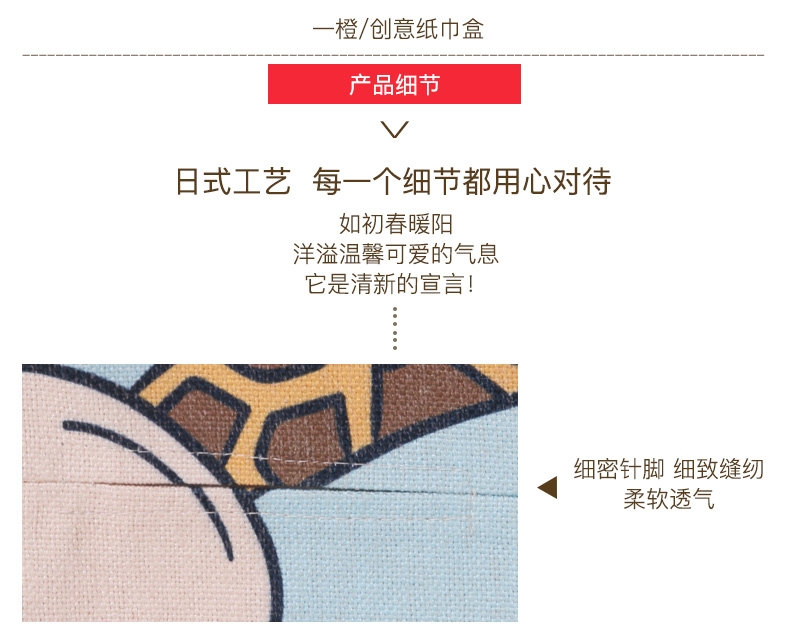 一橙/创意纸巾盒
产品细节
日式工艺 每一个细节都用心对待
如初春暖阳
洋溢温馨可爱的气息
它是清新的宣言!
细密针脚 细致缝纫
柔软透气